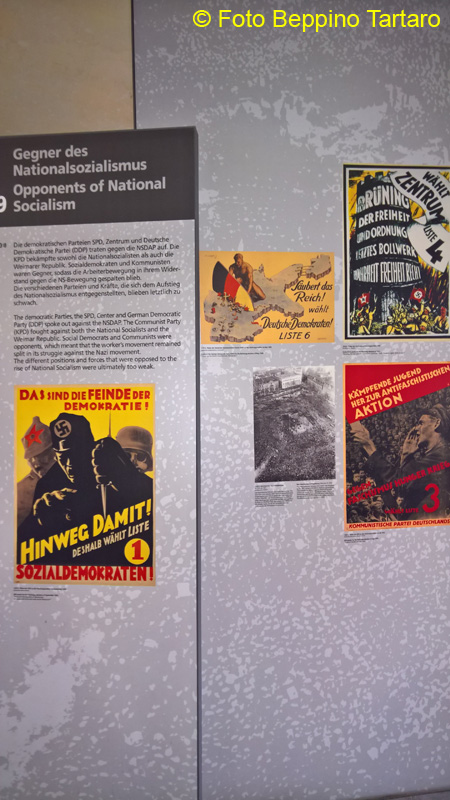 © Foto Beppino Tartaro
9
Gegner des
Nationalsozialismus
Opponents of National
Socialism
Die demokratischen Parteien SPD, Zentrum und Deutsche
Demokratische Partei (DDP) traten gegen die NSDAP auf. Die
KPD bekämpfte sowohl die Nationalsozialisten als auch die
Weimarer Republik. Sozialdemokraten und Kommunisten
waren Gegner, sodass die Arbeiterbewegung in ihrem Wider-
stand gegen die NS-Bewegung gespalten blieb.
Die verschiedenen Parteien und Kräfte, die sich dem Aufstieg
des Nationalsozialismus entgegenstellten, blieben letztlich zu
schwach.
The democratic Parties, the SPD, Center and German Democratic
Party (DDP) spoke out against the NSDAP. The Communist Party
(KPD) fought against both the National Socialists and the
Weimar Republic. Social Democrats and Communists were
opponents, which meant that the worker's movement remained
split in its struggle against the Nazi movement.
The different positions and forces that were opposed to the
rise of National Socialism were ultimately too weak.
DAS SIND DIE FEINDE DER
DEMOKRATIE!
HINWEG DAMIT!
DESHALB WÄHLT LISTE
1
SOZIALDEMOKRATEN!
Säubert das
Reich!
wählt
Deutsche Demokraten!
LISTE 6
WÄHLT
ZENTRUM
LISTE 4
BRÜNING
DER FREIHEIT
UND ORDNUNG
LETZTES BOLLWERK
WAHRHEIT FREIHEIT RECHT
KÄMPFENDE JUGEND
HER ZUR ANTIFASCHISTISCHEN
AKTION
3
KOMMUNISTISCHE PARTEI DEUTSCHLANDS